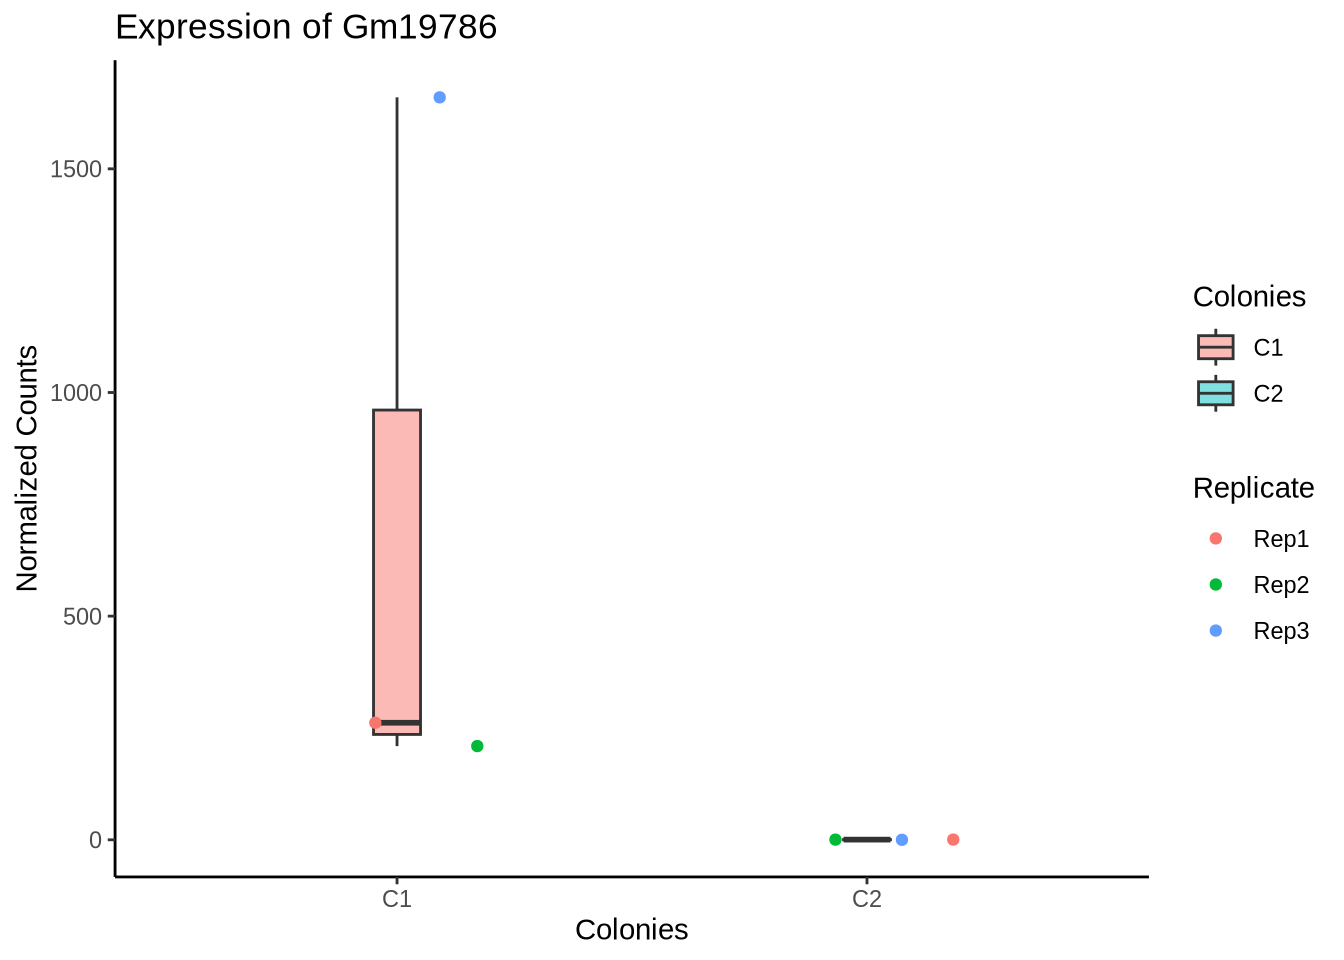 Expression of Gm19786
Normalized Counts
1500
1000
500
0
C1
C2
Colonies
Colonies
C1
C2
Replicate
Rep1
Rep2
Rep3